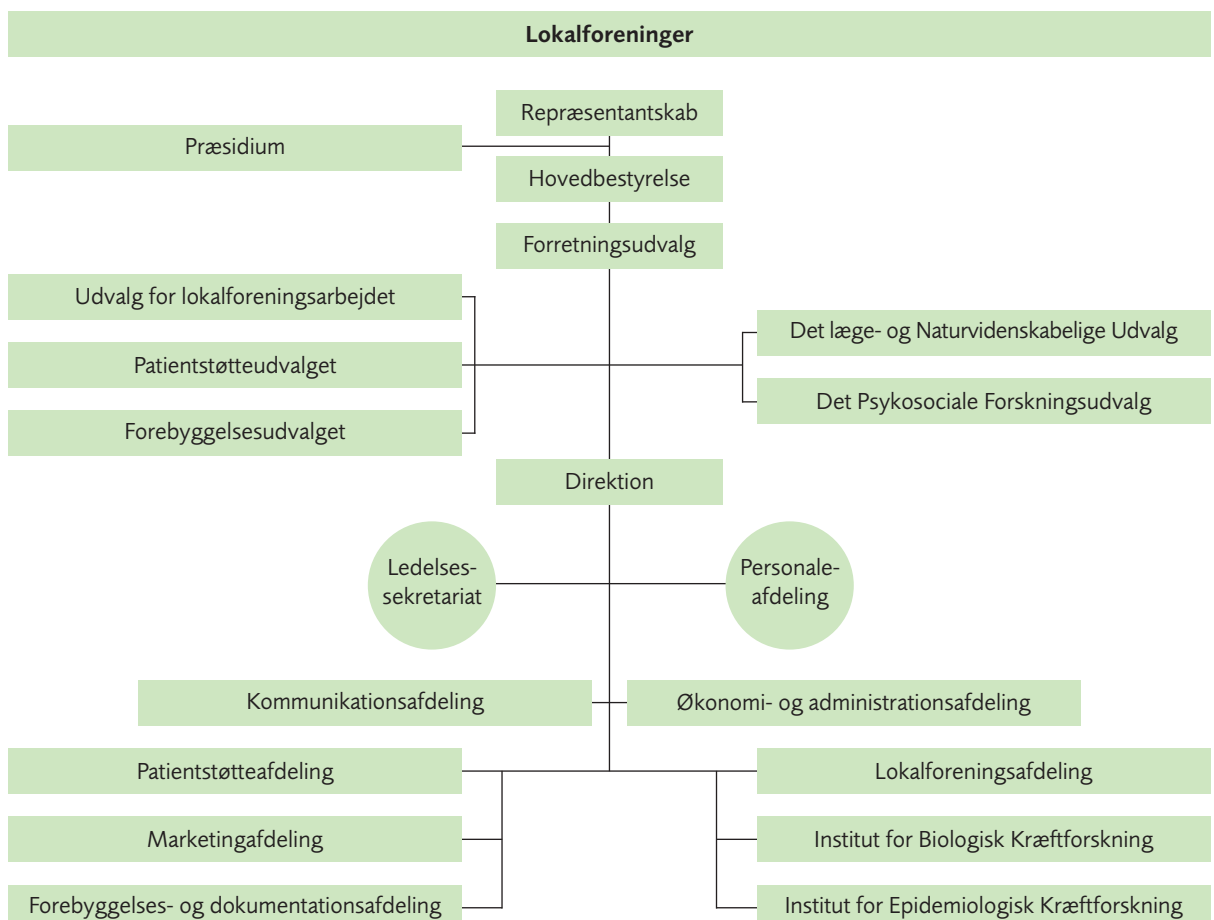 Lokalforeninger
Repræsentantskab
Præsidium
Hovedbestyrelse
Forretningsudvalg
Udvalg for lokalforeningsarbejdet
Det læge- og Naturvidenskabelige Udvalg
Patientstøtteudvalget
Det Psykosociale Forskningsudvalg
Forebyggelsesudvalget
Direktion
Ledelses-
sekretariat
Personale-
afdeling
Kommunikationsafdeling
Økonomi- og administrationsafdeling
Patientstøtteafdeling
Lokalforeningsafdeling
Marketingafdeling
Institut for Biologisk Kræftforskning
Forebyggelses- og dokumentationsafdeling
Institut for Epidemiologisk Kræftforskning